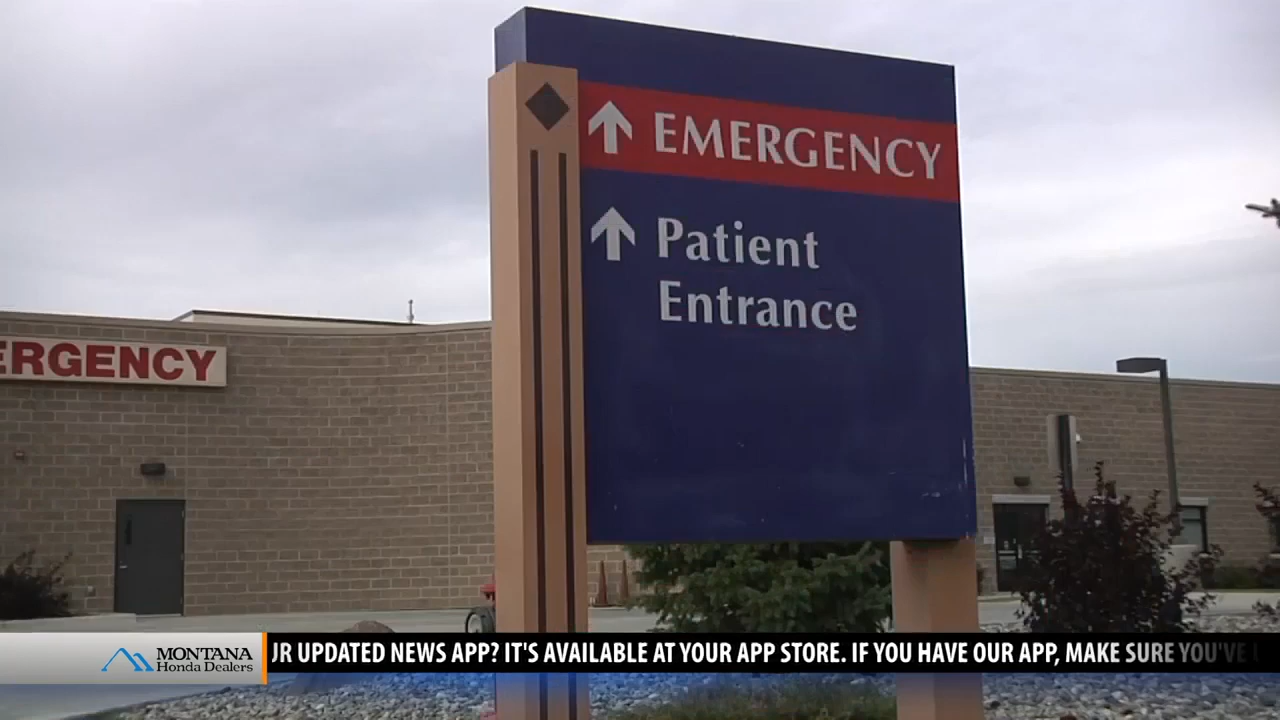 EMERGENCY
Patient
Entrance
ERGENCY
MONTANA
Honda Dealers
UR UPDATED NEWS APP? IT'S AVAILABLE AT YOUR APP STORE. IF YOU HAVE OUR APP, MAKE SURE YOU'VE